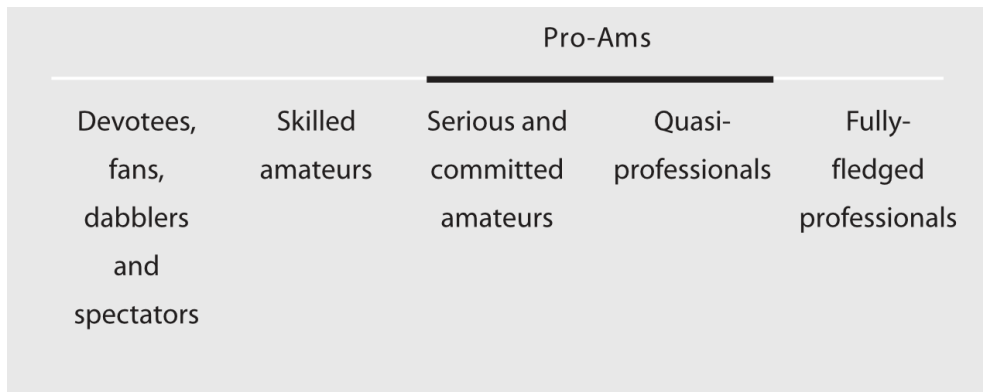 Pro-Ams
Devotees,
fans,
dabblers
and
spectators
Skilled
amateurs
Serious and
committed
amateurs
Quasi-
professionals
Fully-
fledged
professionals